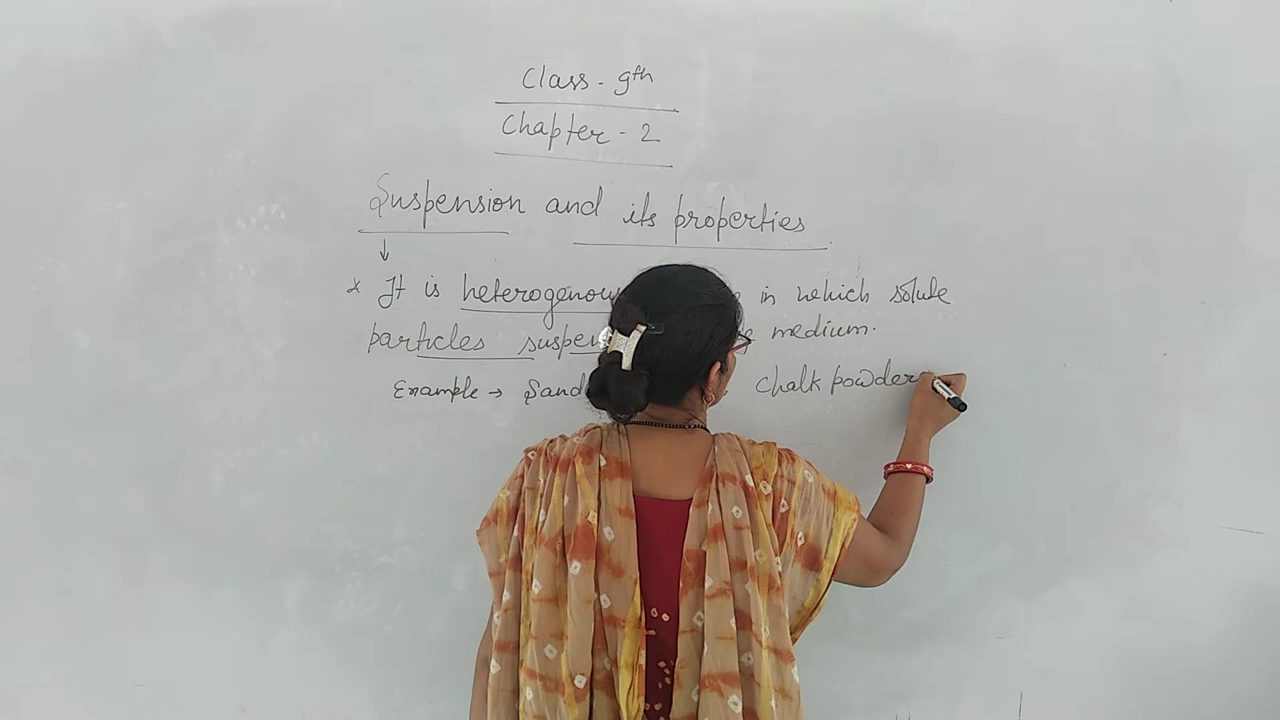 Class - 9th
Chapter - 2
Suspension and its properties
↓
* It is heterogenou in which solute
particles suspen medium.
Example → Sand Chalk powder